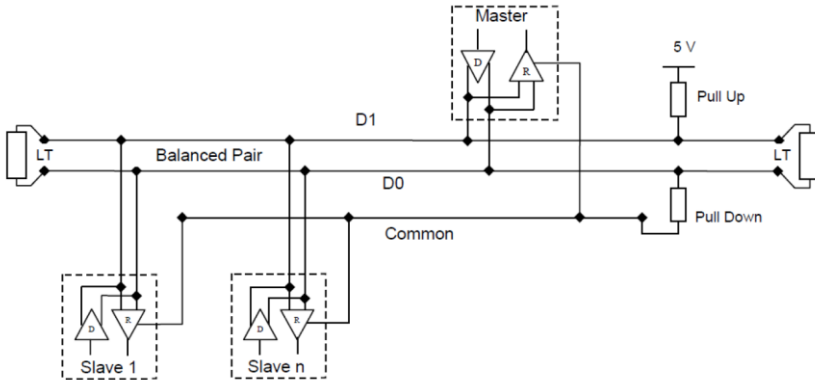 Master
D
R
5 V
Pull Up
D1
LT
Balanced Pair
LT
D0
Pull Down
Common
D
R
D
R
Slave 1
Slave n